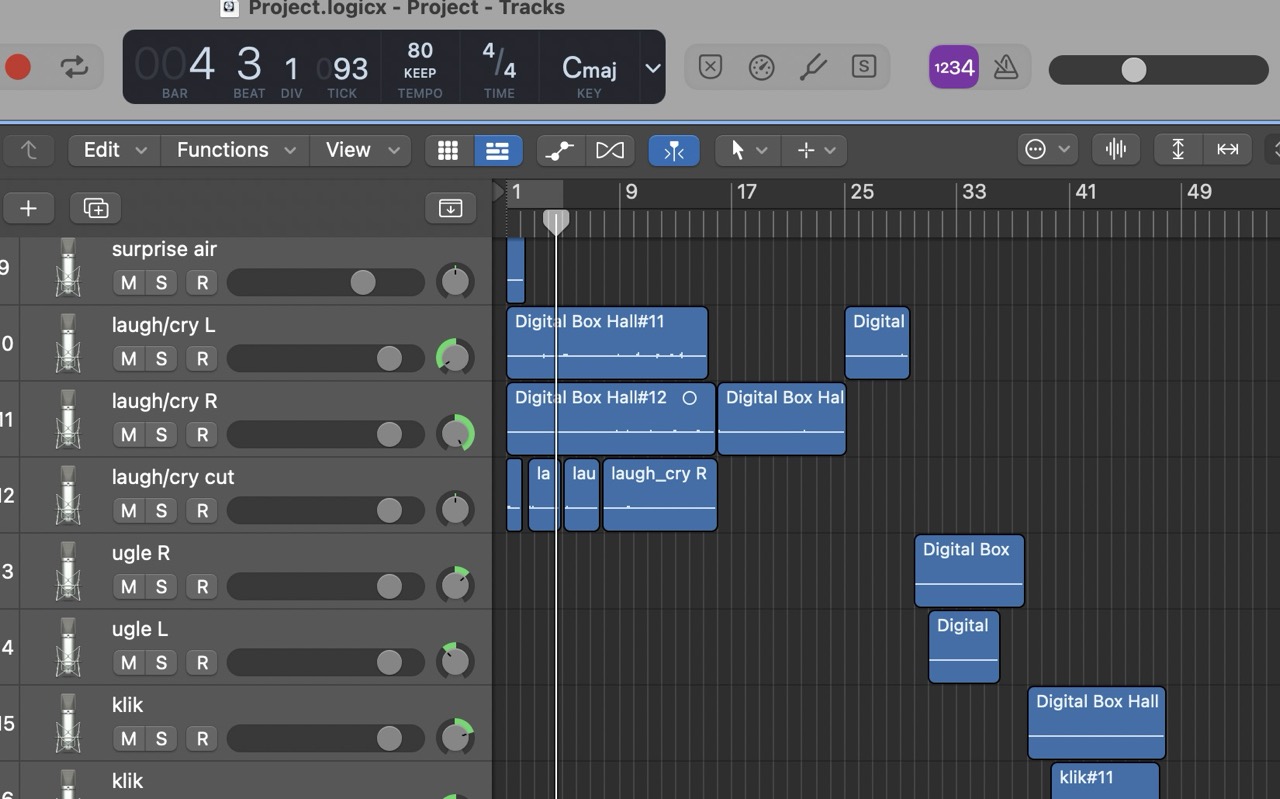 Project.logicx - Project - Tracks
004 3 1 093 80 4/4 Cmaj
KEEP
BAR BEAT DIV TICK TEMPO TIME KEY
S
1234
Edit Functions View
1 9 17 25 33 41 49
9 surprise air
M S R
0 laugh/cry L
M S R
Digital Box Hall#11 Digital
11 laugh/cry R
M S R
Digital Box Hall#12 Digital Box Hal
12 laugh/cry cut
M S R
la lau laugh_cry R
3 ugle R
M S R
Digital Box
4 ugle L
M S R
Digital
15 klik
M S R
Digital Box Hall
klik
klik#11